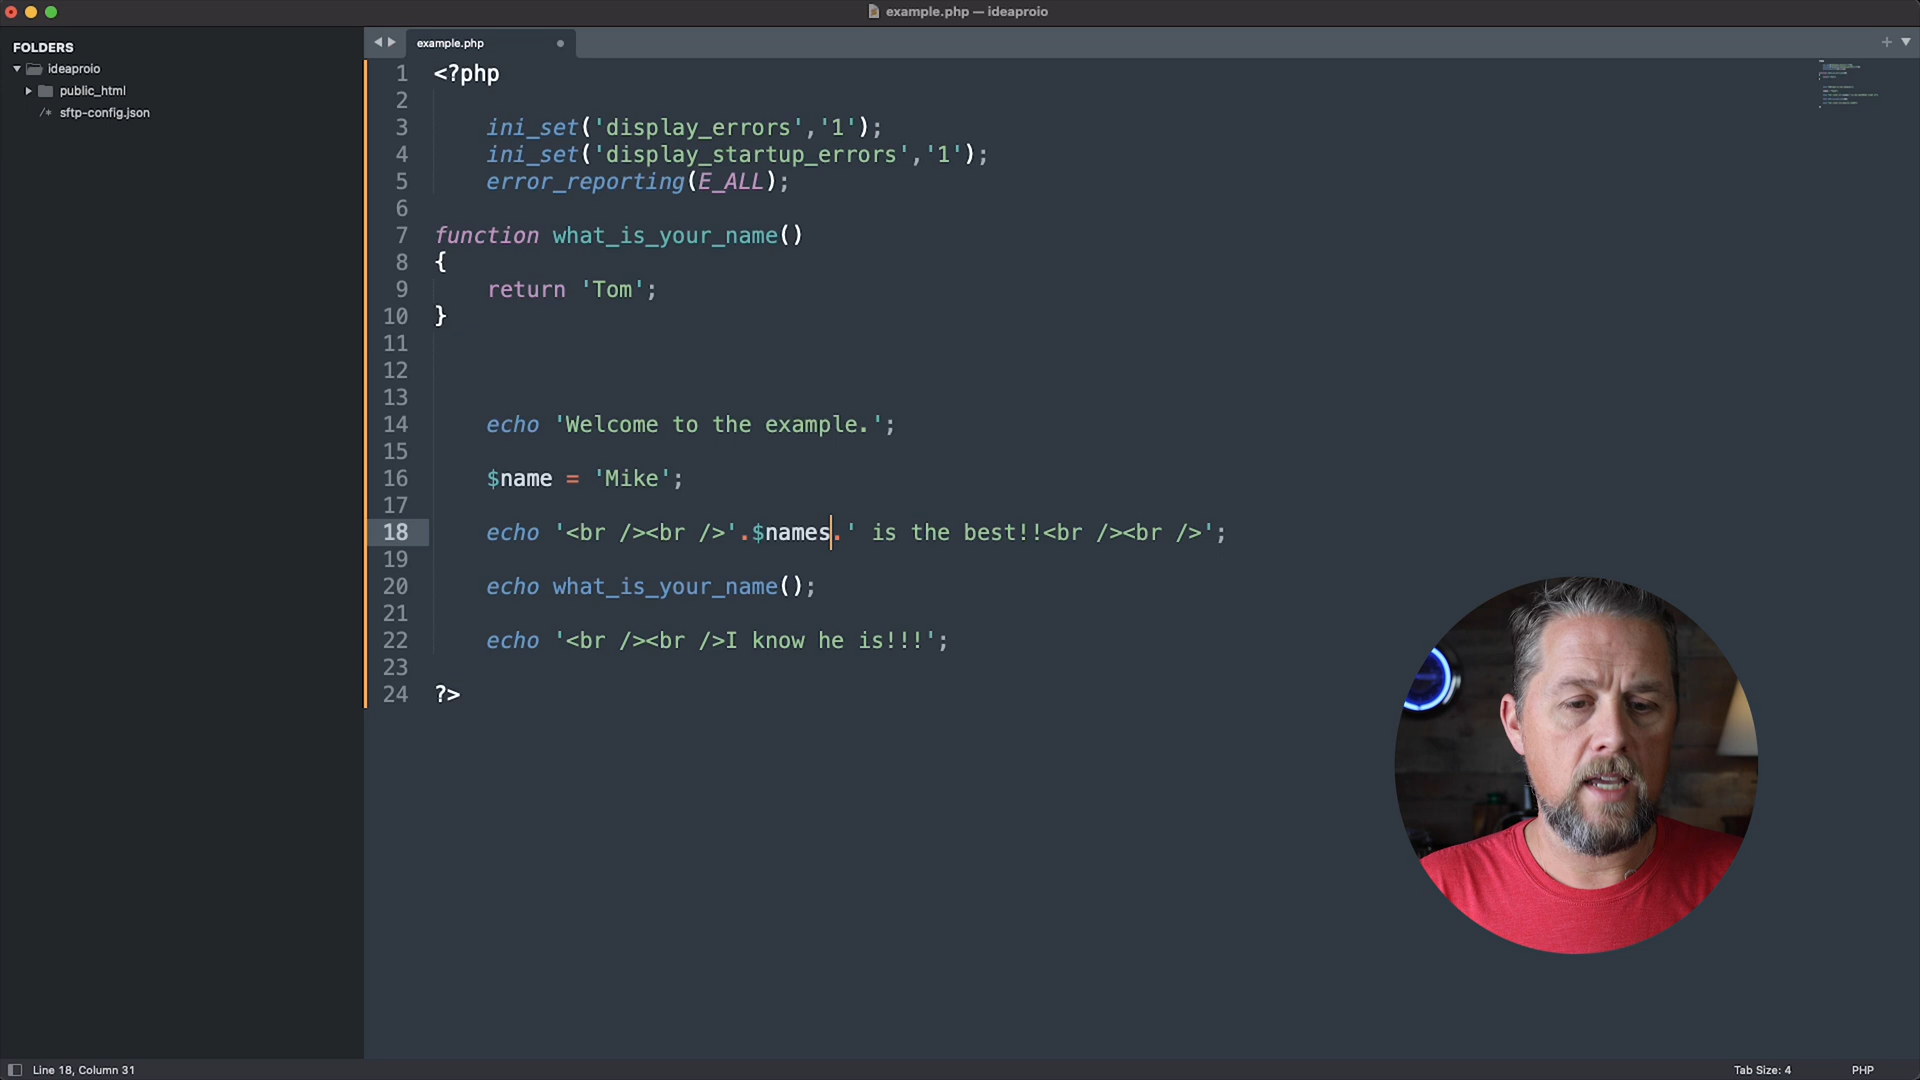 example.php — ideaproio
FOLDERS
ideaproio
public_html
/* sftp-config.json
example.php
1 <?php
2
3 ini_set('display_errors','1');
4 ini_set('display_startup_errors','1');
5 error_reporting(E_ALL);
6
7 function what_is_your_name()
8 {
9 return 'Tom';
10 }
11
12
13
14 echo 'Welcome to the example.';
15
16 $name = 'Mike';
17
18 echo '<br /><br />'.$names.' is the best!!<br /><br />';
19
20 echo what_is_your_name();
21
22 echo '<br /><br />I know he is!!!';
23
24 ?>
Line 18, Column 31
Tab Size: 4
PHP